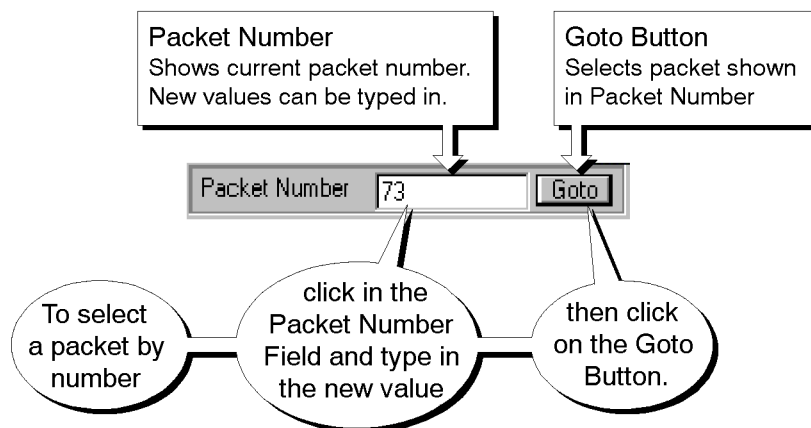 Packet Number
Shows current packet number.
New values can be typed in.
Goto Button
Selects packet shown
in Packet Number
Packet Number 73 Goto
To select
a packet by
number
click in the
Packet Number
Field and type in
the new value
then click
on the Goto
Button.